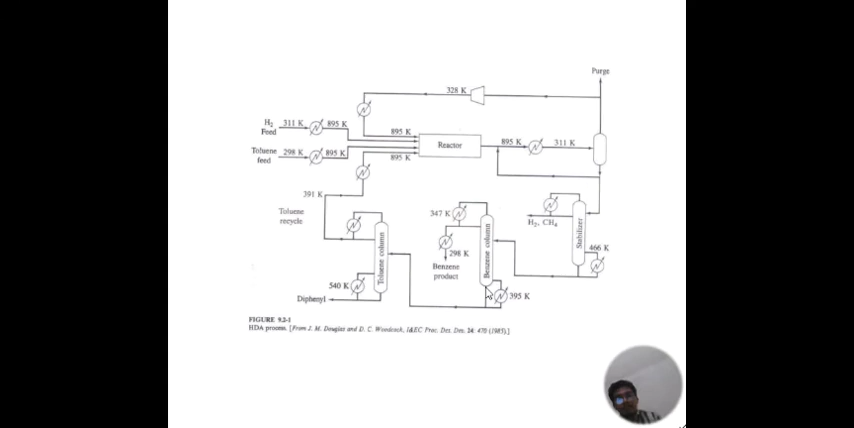 Purge
328 K
H₂ Feed
311 K
895 K
895 K
Reactor
895 K
311 K
Toluene feed
298 K
895 K
895 K
391 K
Toluene recycle
347 K
H₂, CH₄
Stabilizer
466 K
Toluene column
Benzene column
298 K
Benzene product
540 K
395 K
Diphenyl
FIGURE 9.2-1
HDA process. [From J. M. Douglas and D. C. Woodcock, I&EC Proc. Des. Dev. 24: 470 (1985).]